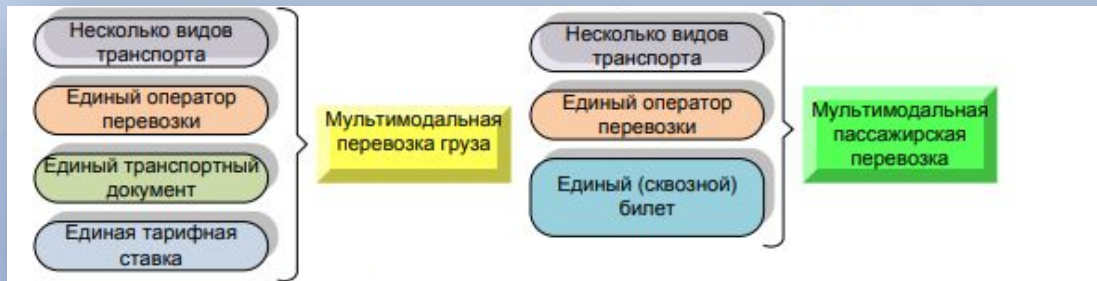 Несколько видов
транспорта
Единый оператор
перевозки
Единый транспортный
документ
Единая тарифная
ставка
Мультимодальная
перевозка груза
Несколько видов
транспорта
Единый оператор
перевозки
Единый (сквозной)
билет
Мультимодальная
пассажирская
перевозка